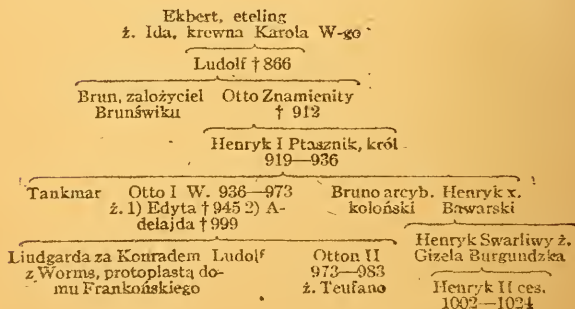 Ekbert, eteling
ż. Ida, krewna Karola W-go
Ludolf † 866
Brun, założyciel Brunświku
Otto Znamienity † 912
Henryk I Ptasznik, król
919—936
Tankmar
Otto I W. 936—973
ż. 1) Edyta † 945 2) A-
delajda † 999
Bruno arcyb.
koloński
Henryk x.
Bawarski
Liudgarda za Konradem
z Worms, protoplastą do-
mu Frankońskiego
Ludolf
Otton II
973—983
ż. Teufano
Henryk Swarliwy ż.
Gizela Burgundzka
Henryk II ces.
1002—1024